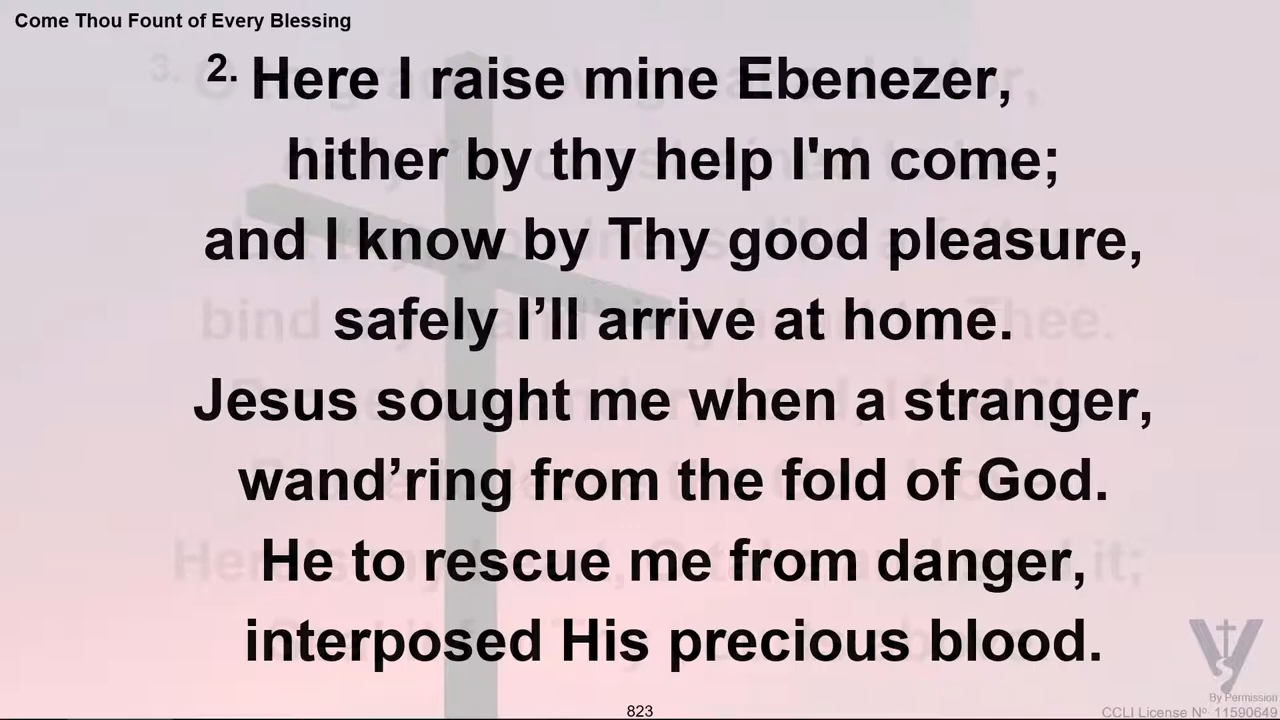 Come Thou Fount of Every Blessing
2. Here I raise mine Ebenezer,
hither by thy help I'm come;
and I know by Thy good pleasure,
safely I’ll arrive at home.
Jesus sought me when a stranger,
wand’ring from the fold of God.
He to rescue me from danger,
interposed His precious blood.
By Permission
823
CCLI License No. 11590649